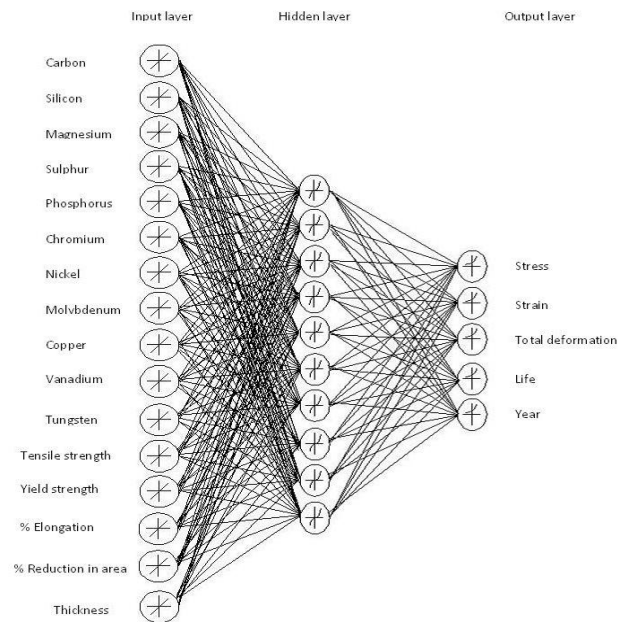 Input layer
Hidden layer
Output layer
Carbon
Silicon
Magnesium
Sulphur
Phosphorus
Chromium
Nickel
Molvbdenum
Copper
Vanadium
Tungsten
Tensile strength
Yield strength
% Elongation
% Reduction in area
Thickness
Stress
Strain
Total deformation
Life
Year